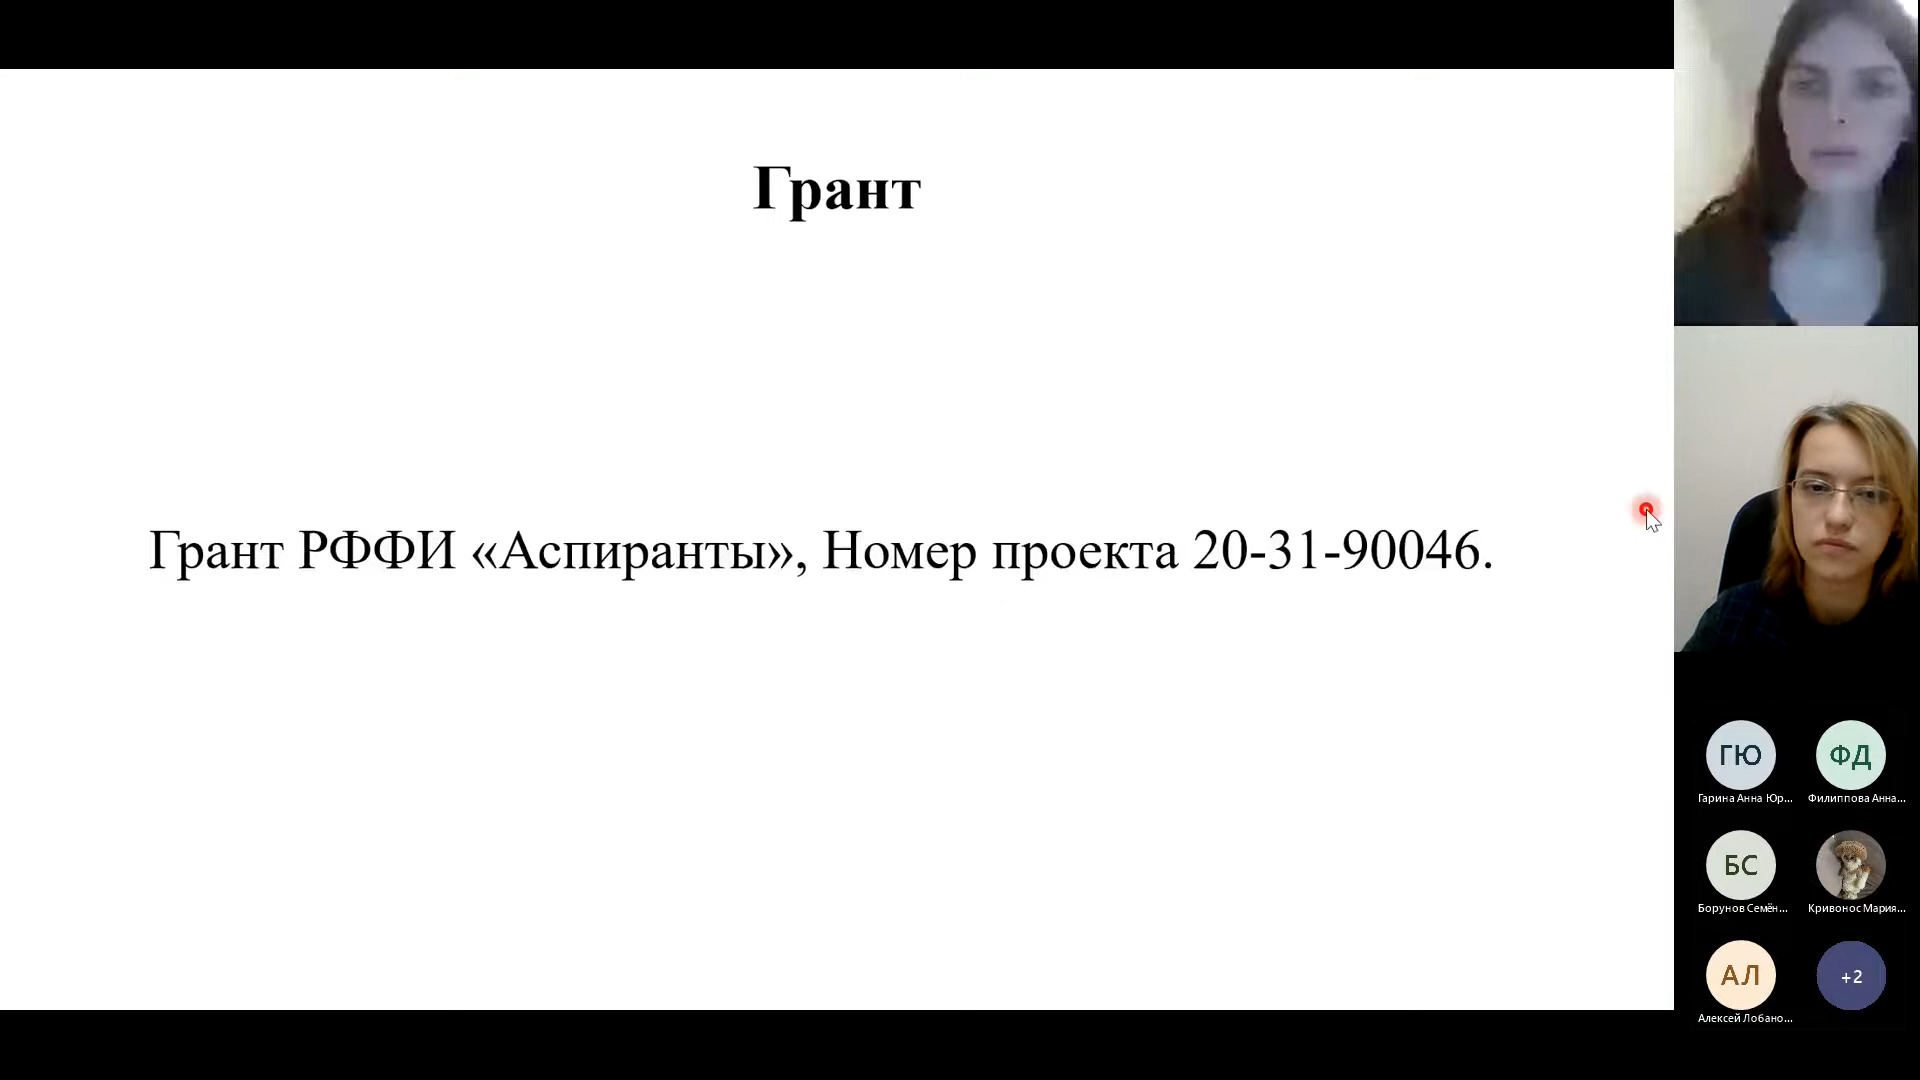 Грант
Грант РФФИ «Аспиранты», Номер проекта 20-31-90046.
ГЮ
ФД
Гарина Анна Юр...
Филиппова Анна...
БС
Борунов Семён...
Кривонос Мария...
АЛ
+2
Алексей Лобано...